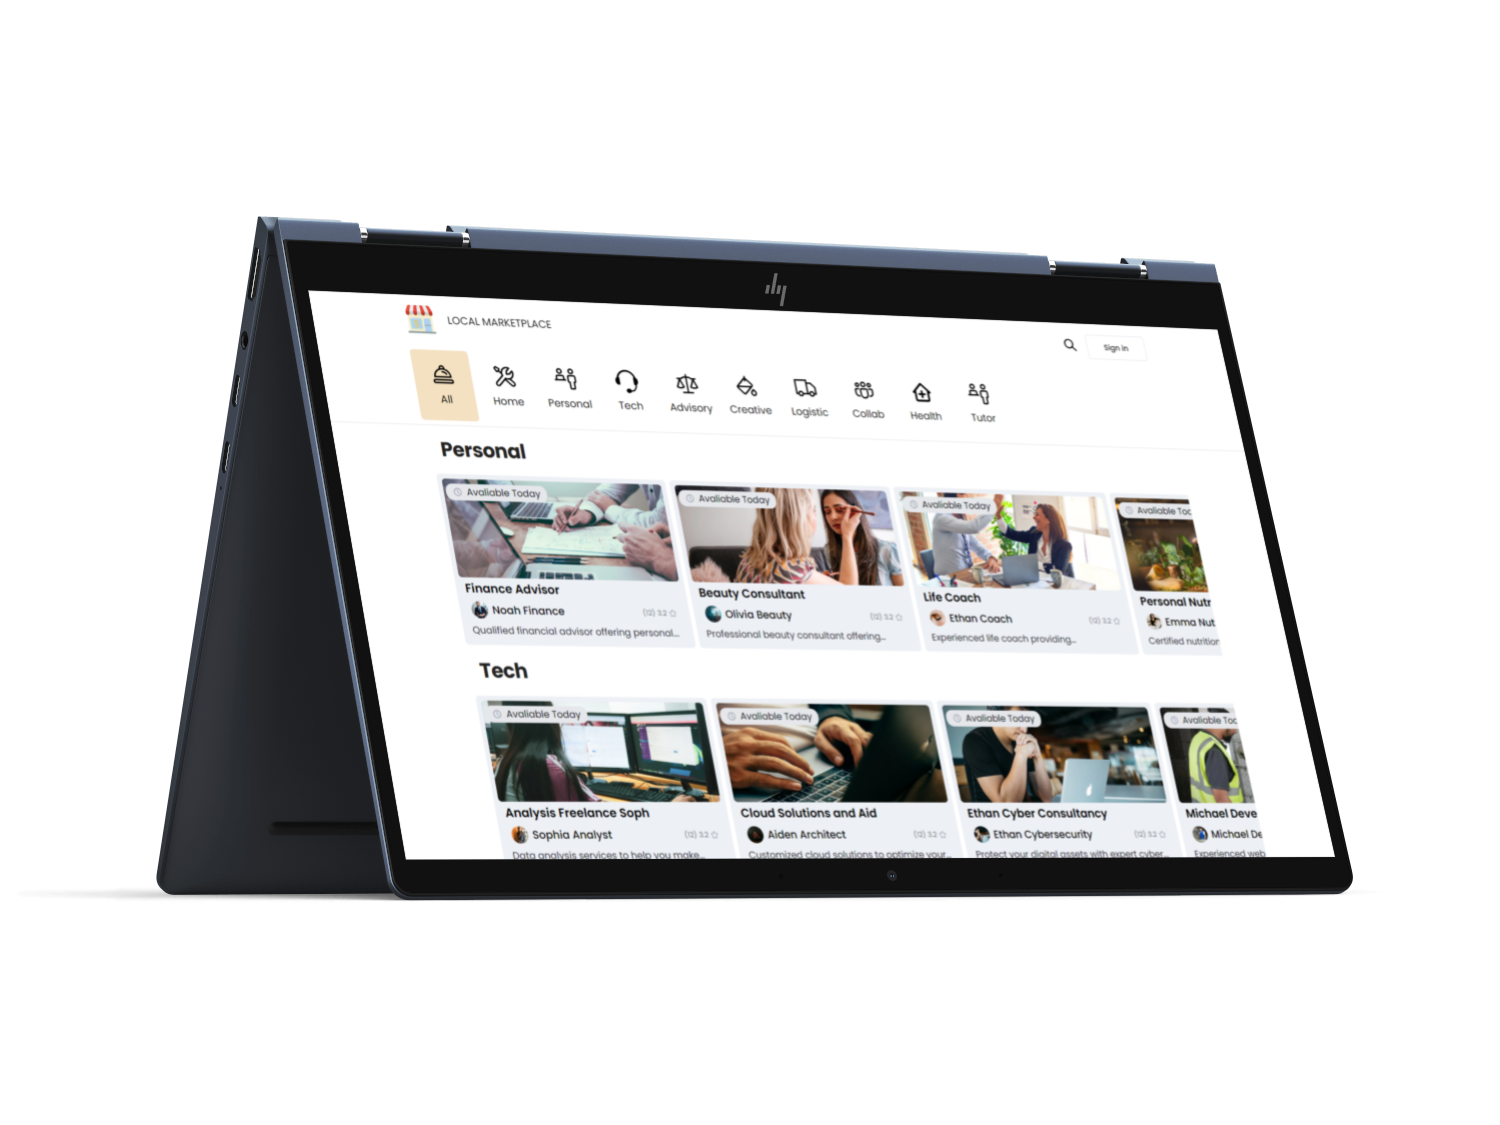 LOCAL MARKETPLACE
Sign in
All
Home
Personal
Tech
Advisory
Creative
Logistic
Collab
Health
Tutor
Personal
Avaliable Today
Avaliable Today
Avaliable Today
Avaliable Toc
Finance Advisor
Beauty Consultant
Life Coach
Personal Nutr
Noah Finance
(12) 3.2
Olivia Beauty
(12) 3.2
Ethan Coach
(12) 3.2
Emma Nut
Qualified financial advisor offering personal...
Professional beauty consultant offering...
Experienced life coach providing...
Certified nutrition
Tech
Avaliable Today
Avaliable Today
Avaliable Today
Avaliable Toc
Analysis Freelance Soph
Cloud Solutions and Aid
Ethan Cyber Consultancy
Michael Deve
Sophia Analyst
(12) 3.2
Aiden Architect
(12) 3.2
Ethan Cybersecurity
(12) 3.2
Michael De
Data analysis services to help you make...
Customized cloud solutions to optimize your...
Protect your digital assets with expert cyber...
Experienced web